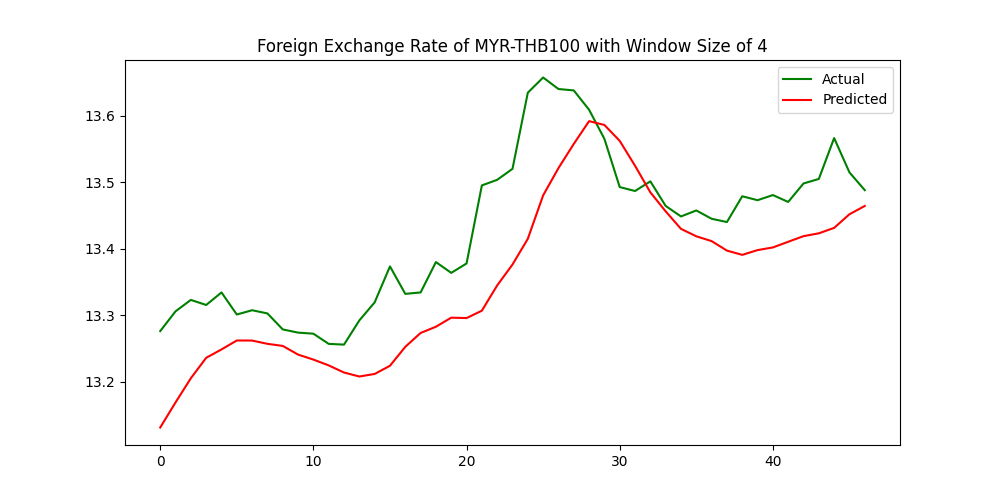 Foreign Exchange Rate of MYR-THB100 with Window Size of 4
Actual
Predicted
13.6
13.5
13.4
13.3
13.2
0 10 20 30 40